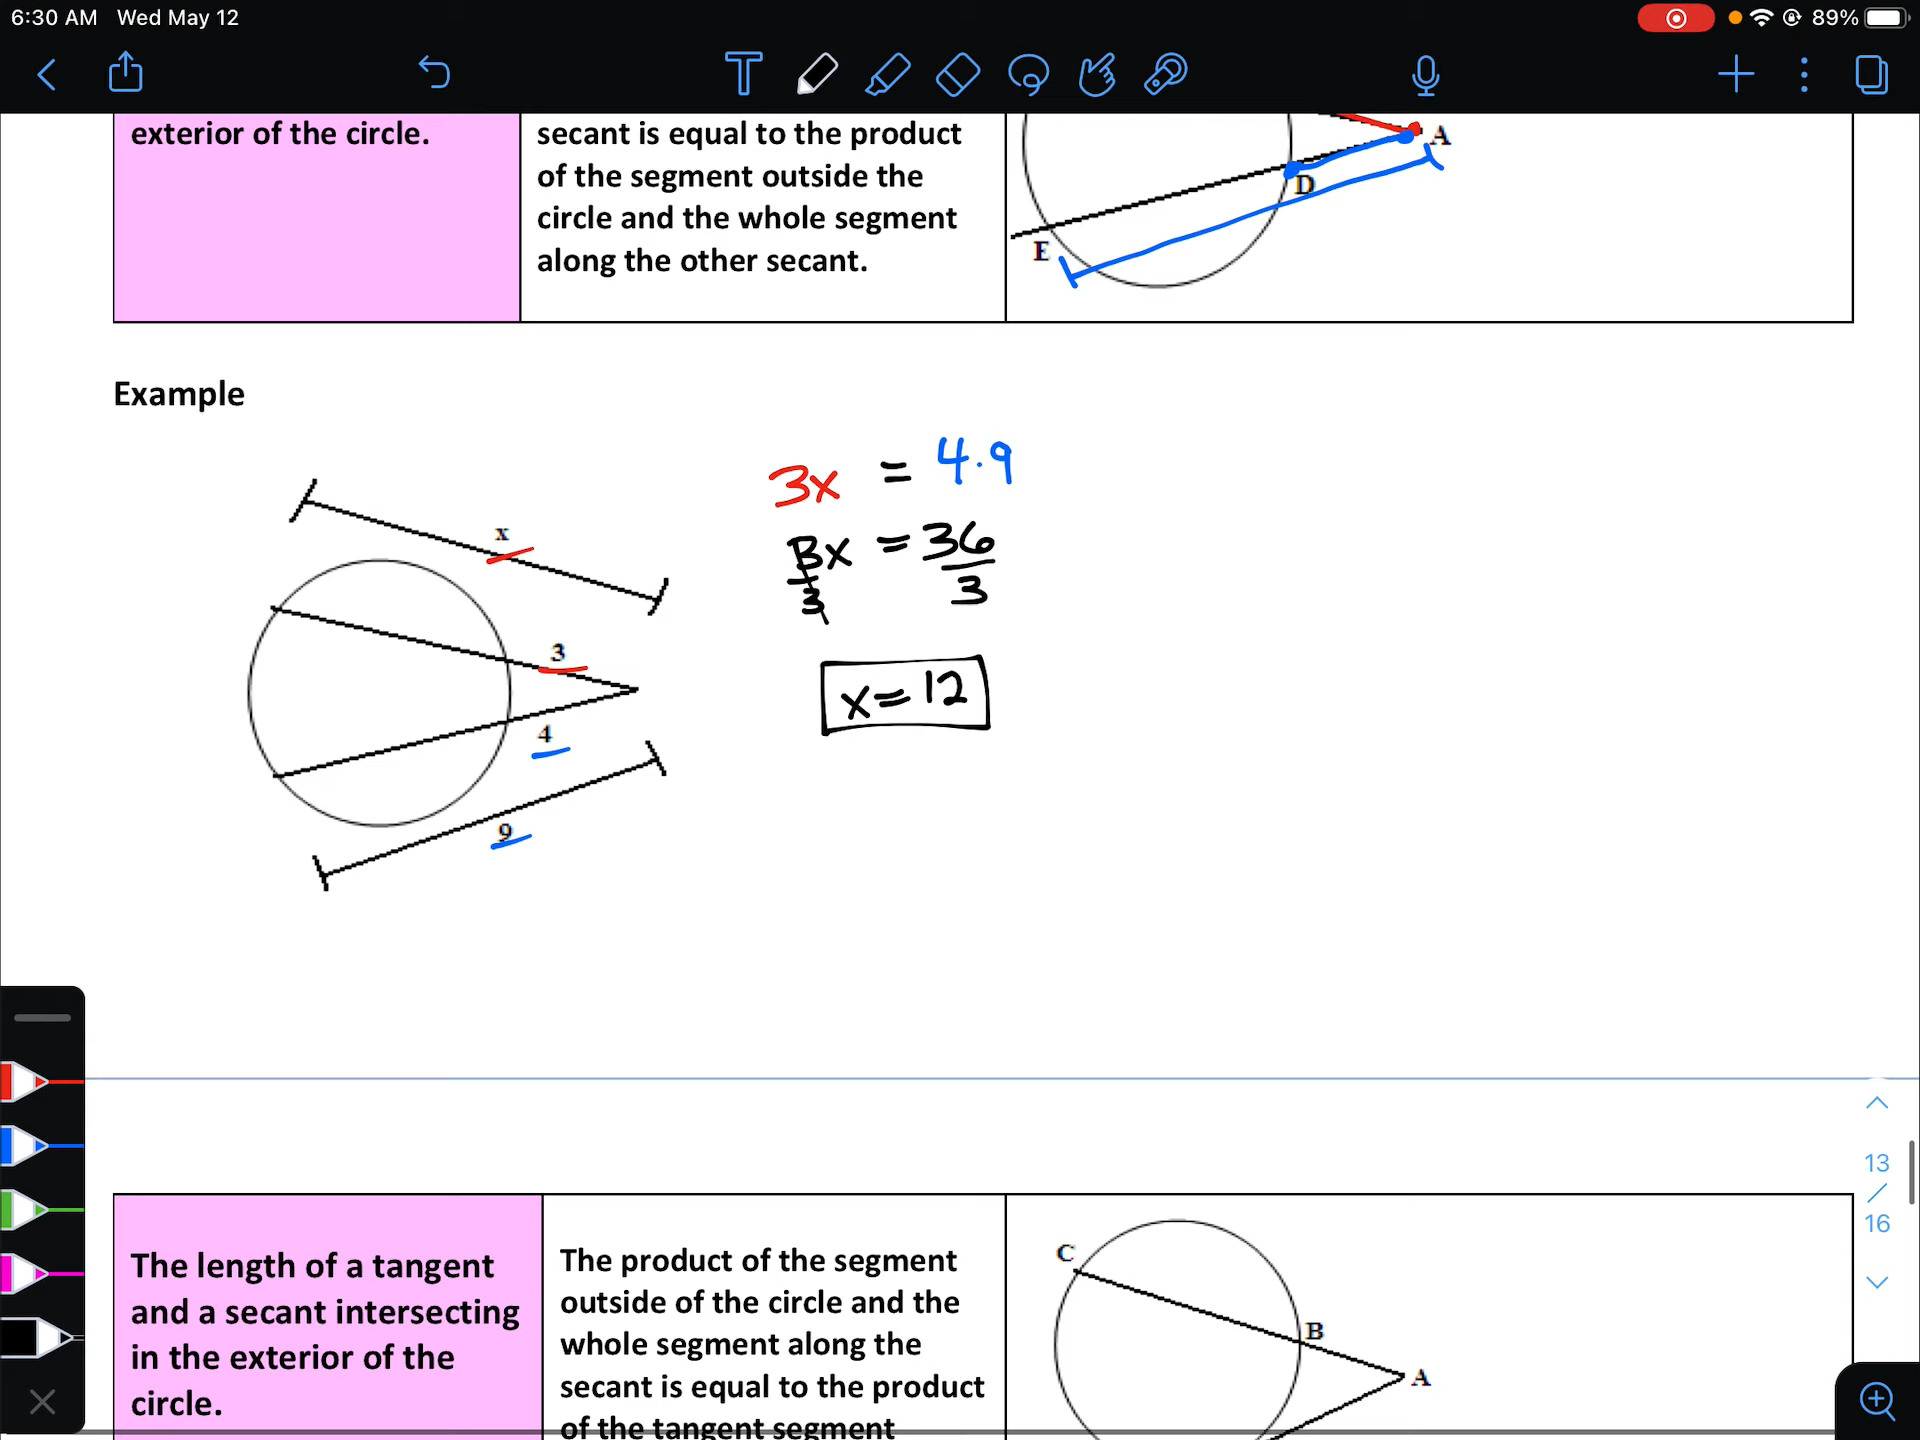 6:30 AM Wed May 12
89%
T
exterior of the circle.
secant is equal to the product
of the segment outside the
circle and the whole segment
along the other secant.
A
D
E
Example
3x = 4·9
x
3x = 36
3
3
3
x = 12
4
9
13
/
16
The length of a tangent
and a secant intersecting
in the exterior of the
circle.
The product of the segment
outside of the circle and the
whole segment along the
secant is equal to the product
of the tangent segment
C
B
A